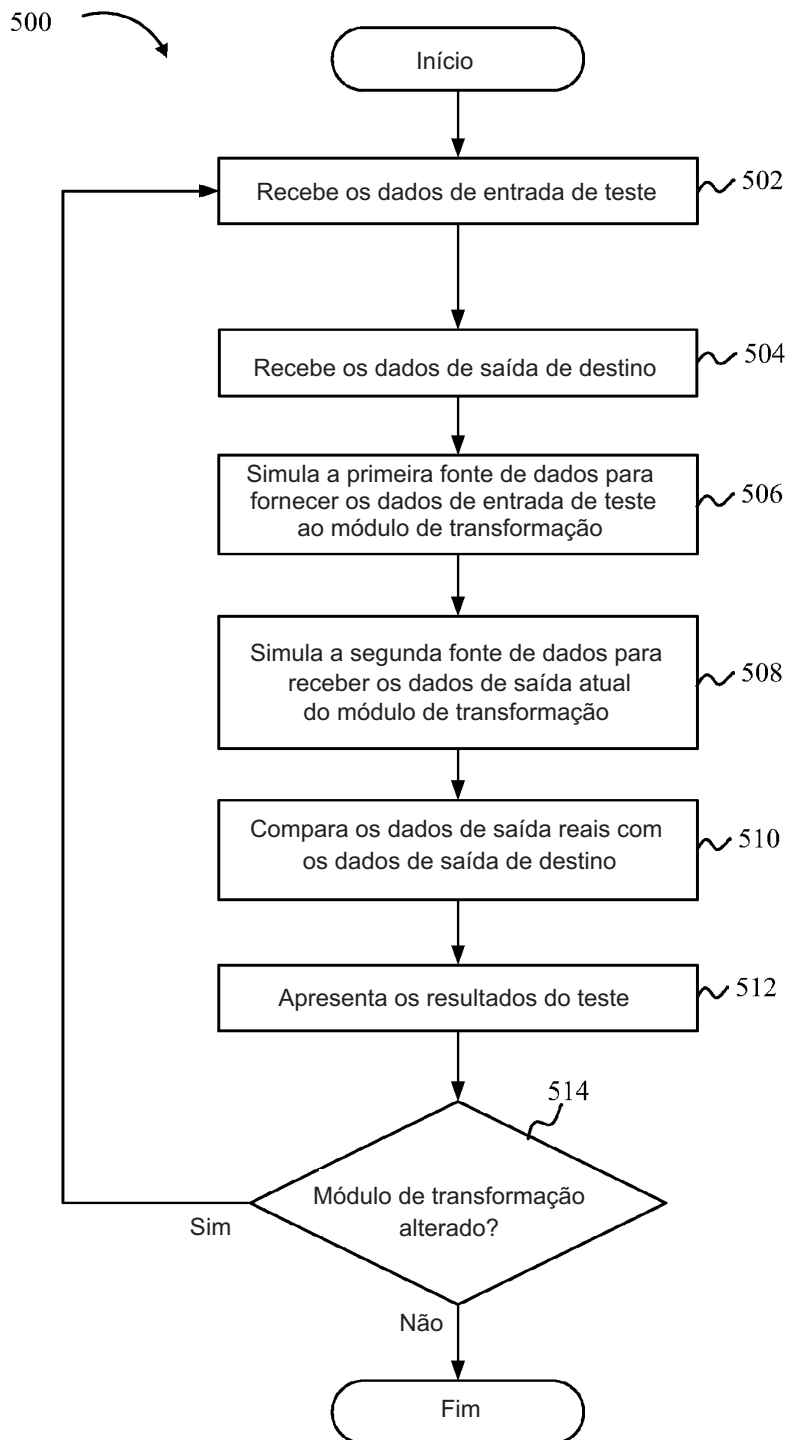 500
Início
Recebe os dados de entrada de teste
502
Recebe os dados de saída de destino
504
Simula a primeira fonte de dados para
fornecer os dados de entrada de teste
ao módulo de transformação
506
Simula a segunda fonte de dados para
receber os dados de saída atual
do módulo de transformação
508
Compara os dados de saída reais com
os dados de saída de destino
510
Apresenta os resultados do teste
512
514
Módulo de transformação
alterado?
Sim
Não
Fim